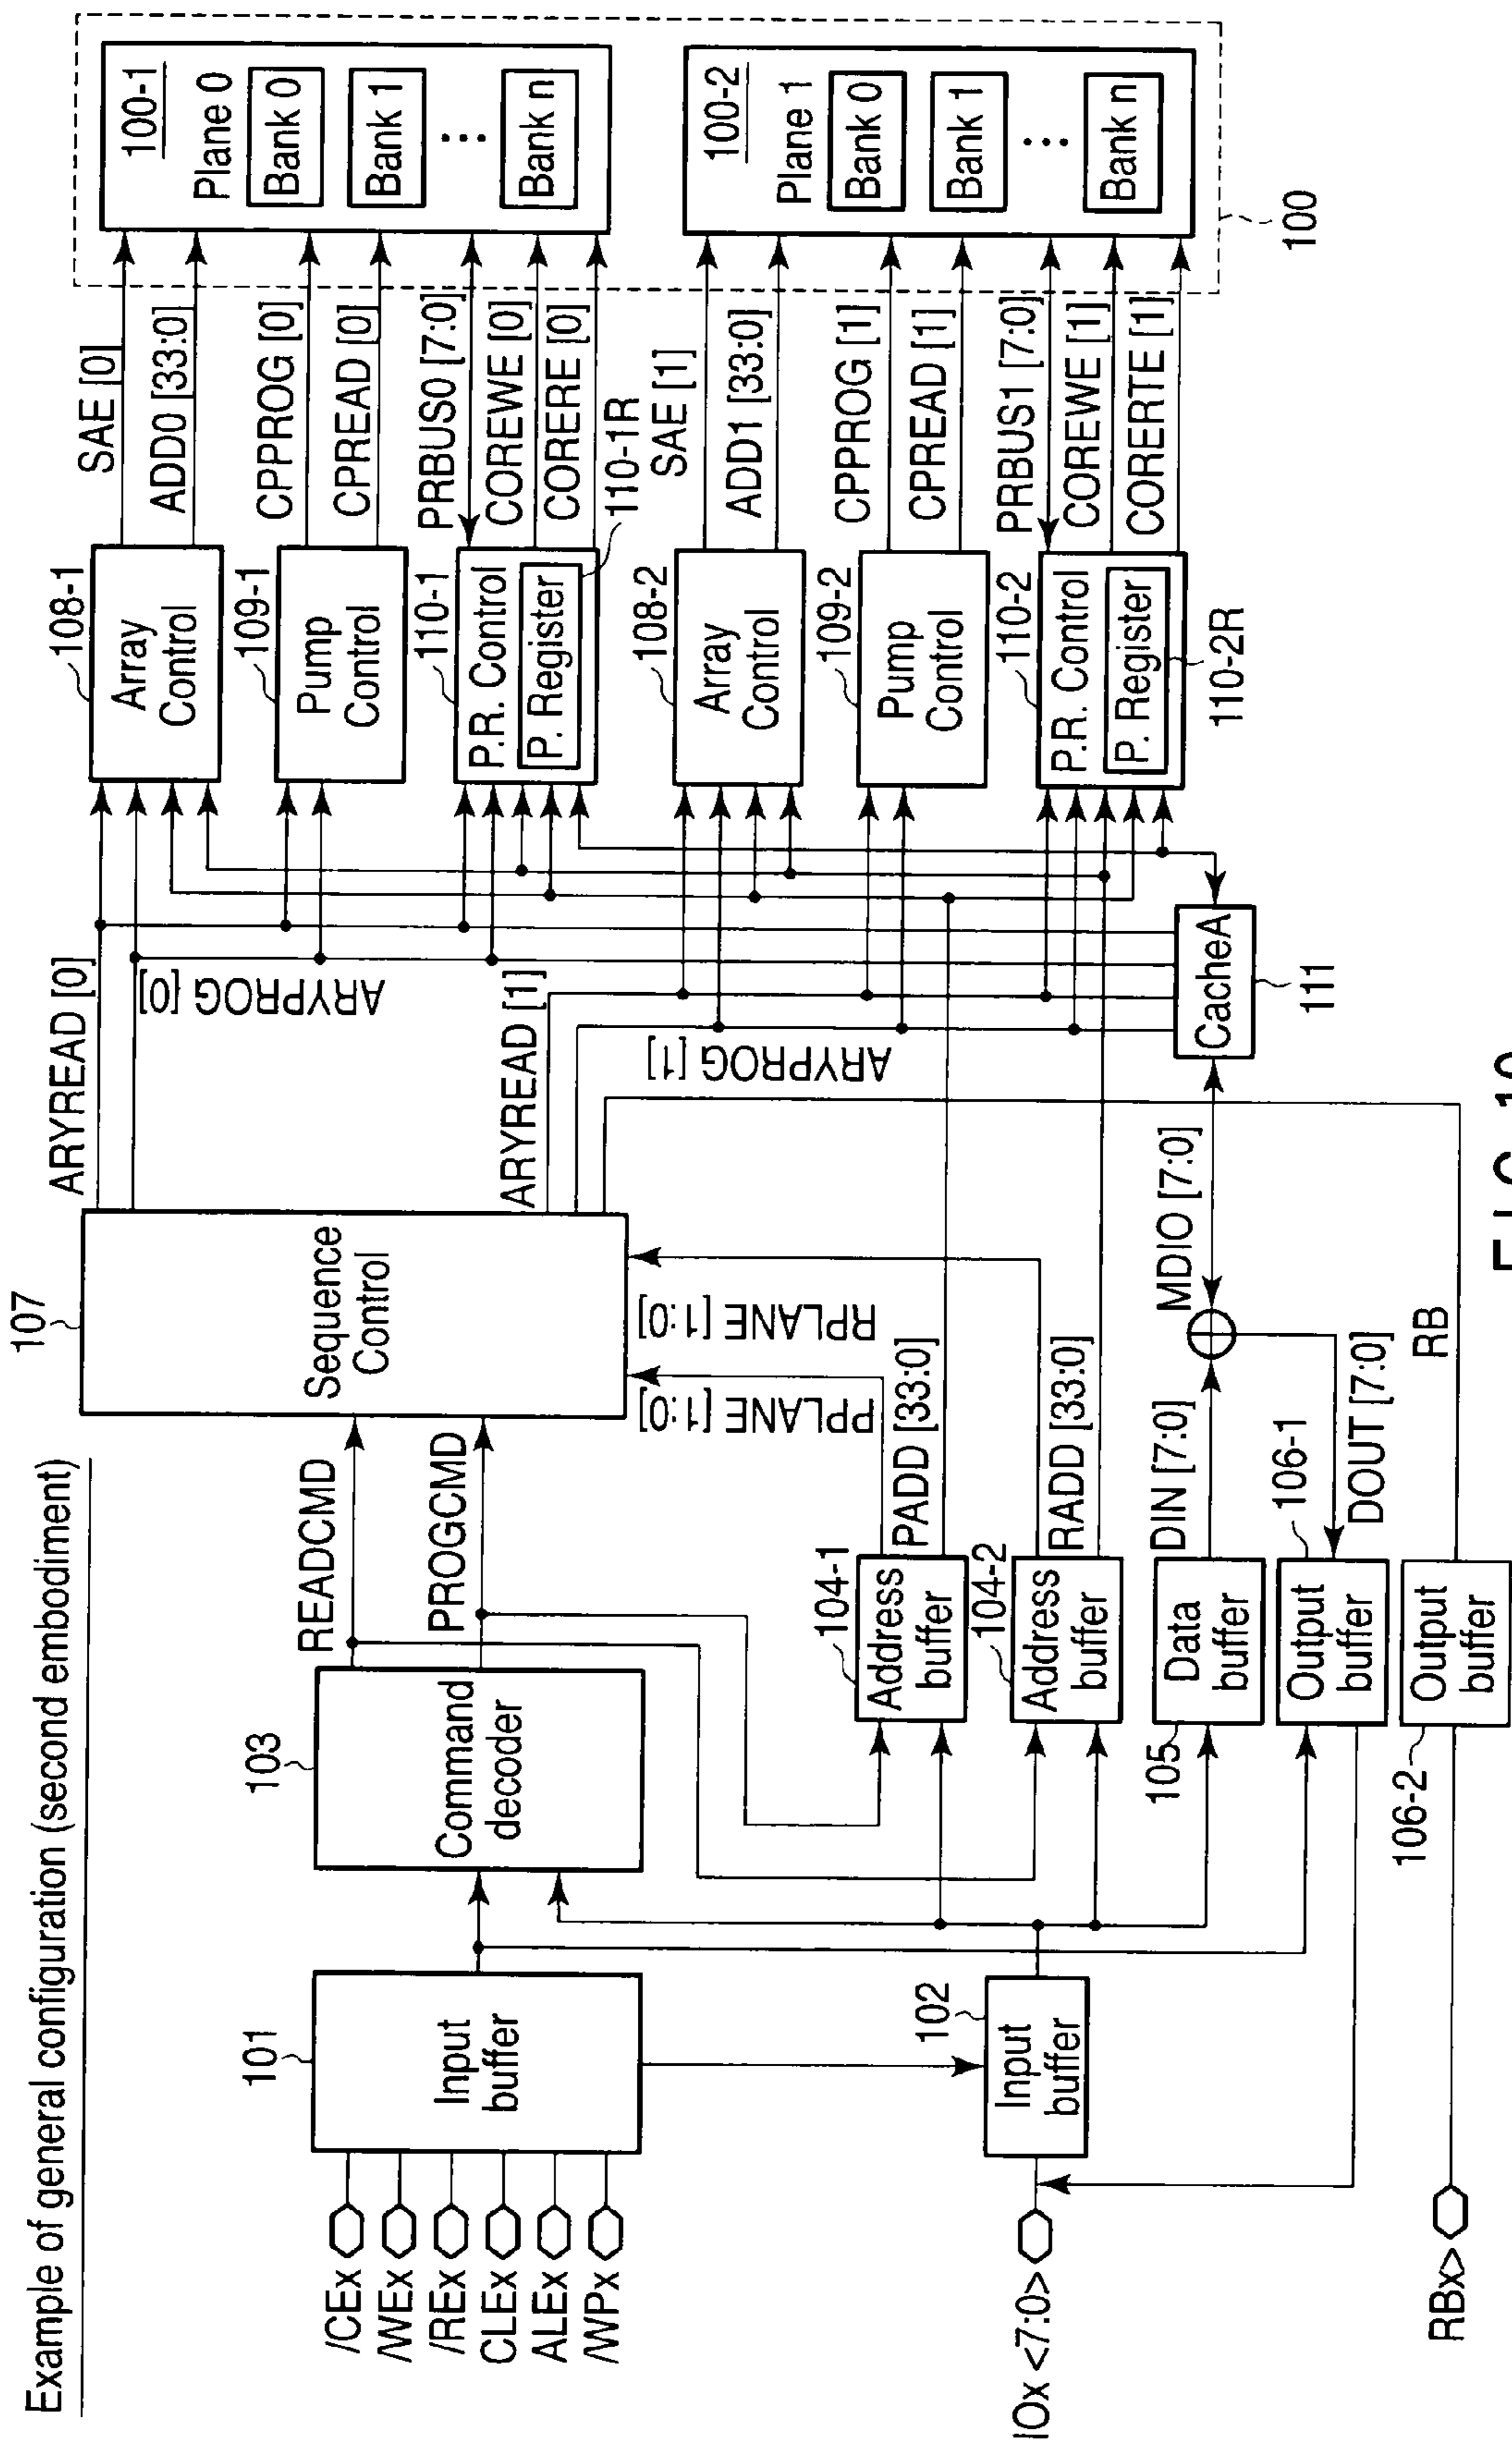 Example of general configuration (second embodiment)
/CEx
/WEx
/REx
CLEx
ALEx
/WPx
IOx <7:0>
RBx>
101
Input
buffer
102
Input
buffer
103
Command
decoder
READCMD
PROGCMD
104-1
Address
buffer
104-2
Address
buffer
105
Data
buffer
106-1
Output
buffer
106-2
Output
buffer
107
Sequence
Control
PPLANE [1:0]
RPLANE [1:0]
PADD [33:0]
RADD [33:0]
DIN [7:0]
DOUT [7:0]
MDIO [7:0]
RB
ARYREAD [0]
ARYPROG [0]
ARYREAD [1]
ARYPROG [1]
CacheA
111
108-1
Array
Control
109-1
Pump
Control
110-1
P.R. Control
P. Register
110-1R
108-2
Array
Control
109-2
Pump
Control
110-2
P.R. Control
P. Register
110-2R
SAE [0]
ADD0 [33:0]
CPPROG [0]
CPREAD [0]
PRBUS0 [7:0]
COREWE [0]
CORERE [0]
SAE [1]
ADD1 [33:0]
CPPROG [1]
CPREAD [1]
PRBUS1 [7:0]
COREWE [1]
CORERTE [1]
100-1
Plane 0
Bank 0
Bank 1
...
Bank n
100-2
Plane 1
Bank 0
Bank 1
...
Bank n
100